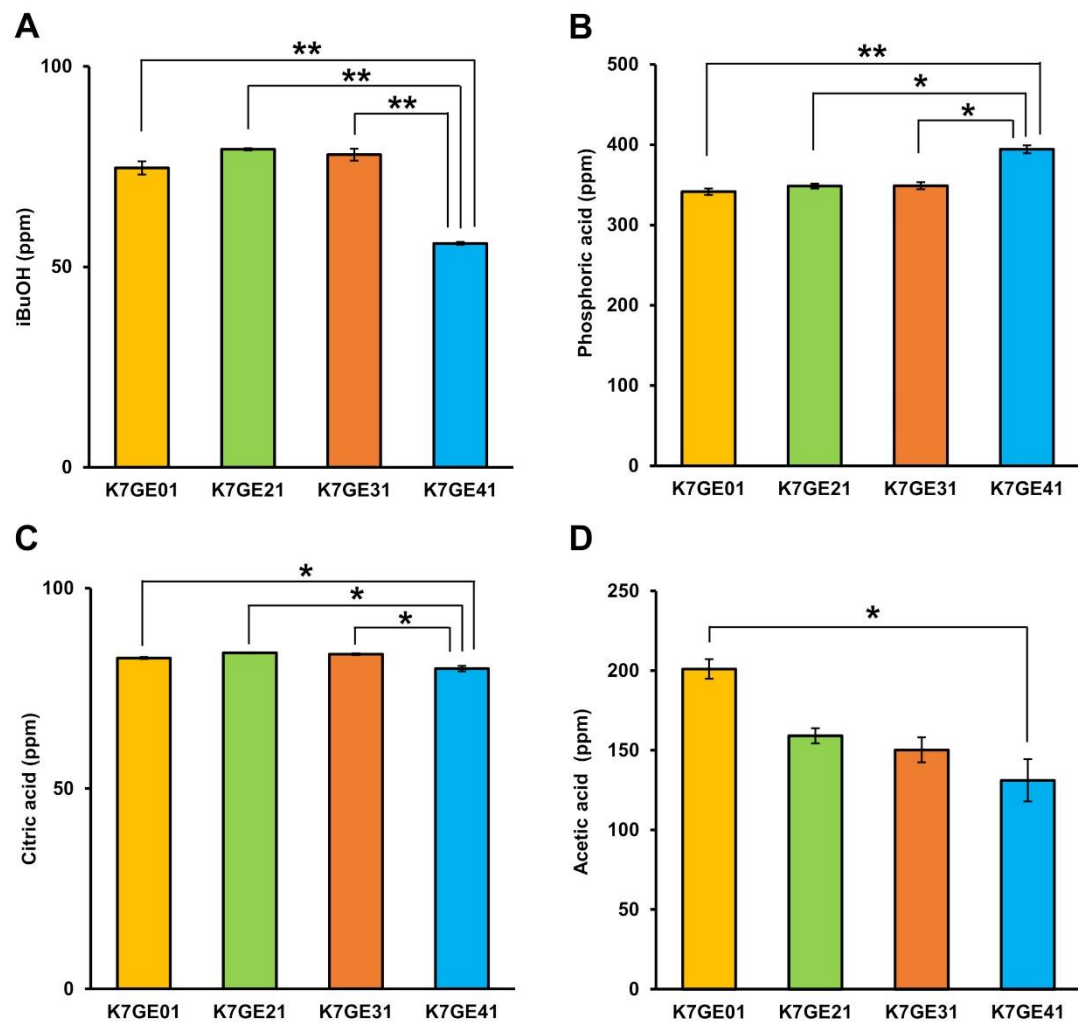 A
iBuOH (ppm)
100
50
0
**
**
**
K7GE01 K7GE21 K7GE31 K7GE41
B
Phosphoric acid (ppm)
500
400
300
200
100
0
**
*
*
K7GE01 K7GE21 K7GE31 K7GE41
C
Citric acid (ppm)
100
50
0
*
*
*
K7GE01 K7GE21 K7GE31 K7GE41
D
Acetic acid (ppm)
250
200
150
100
50
0
*
K7GE01 K7GE21 K7GE31 K7GE41